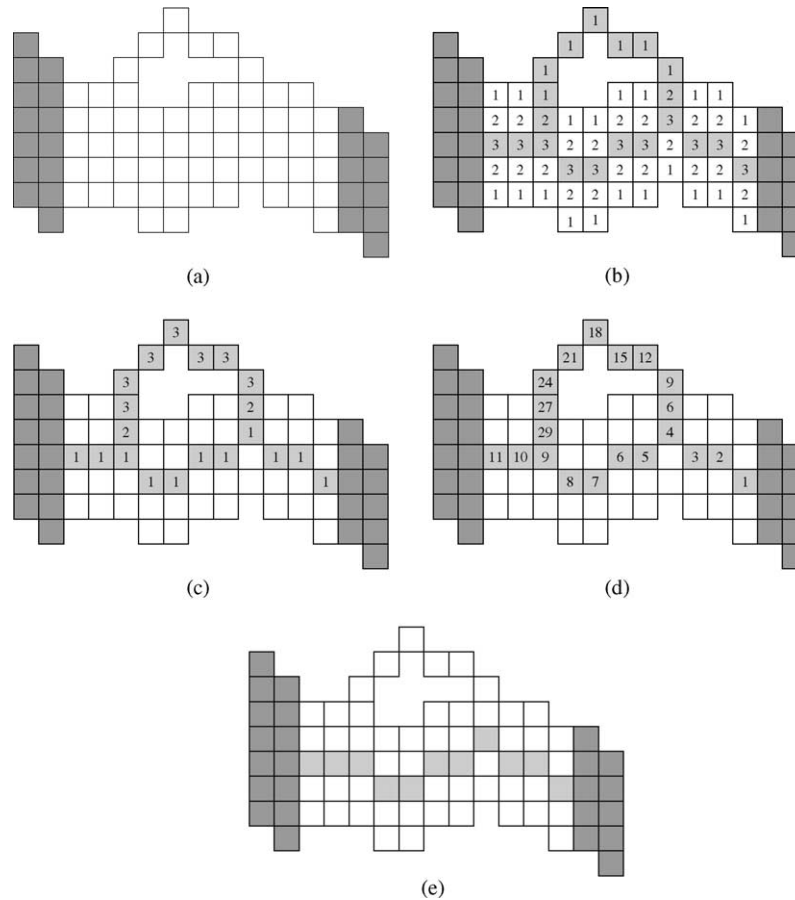 1
1 1 1
1 1
1 1 1 1 1 2 1 1
2 2 2 1 1 2 2 3 2 2 1
3 3 3 2 2 3 3 2 3 3 2
2 2 2 3 3 2 2 1 2 2 3
1 1 1 2 2 1 1 1 1 2
1 1 1
(a)
(b)
3
3 3 3
3 3
3 2
2 1
1 1 1 1 1 1 1
1 1 1
(c)
18
21 15 12
24 9
27 6
29 4
11 10 9 6 5 3 2
8 7 1
(d)
(e)